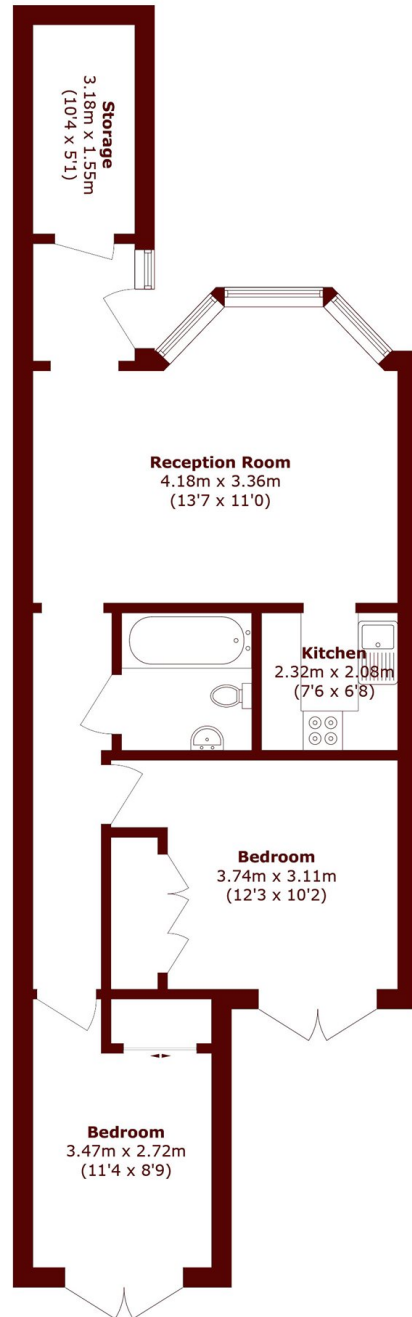 Storage
3.18m x 1.55m
(10'4 x 5'1)
Reception Room
4.18m x 3.36m
(13'7 x 11'0)
Kitchen
2.32m x 2.08m
(7'6 x 6'8)
Bedroom
3.74m x 3.11m
(12'3 x 10'2)
Bedroom
3.47m x 2.72m
(11'4 x 8'9)